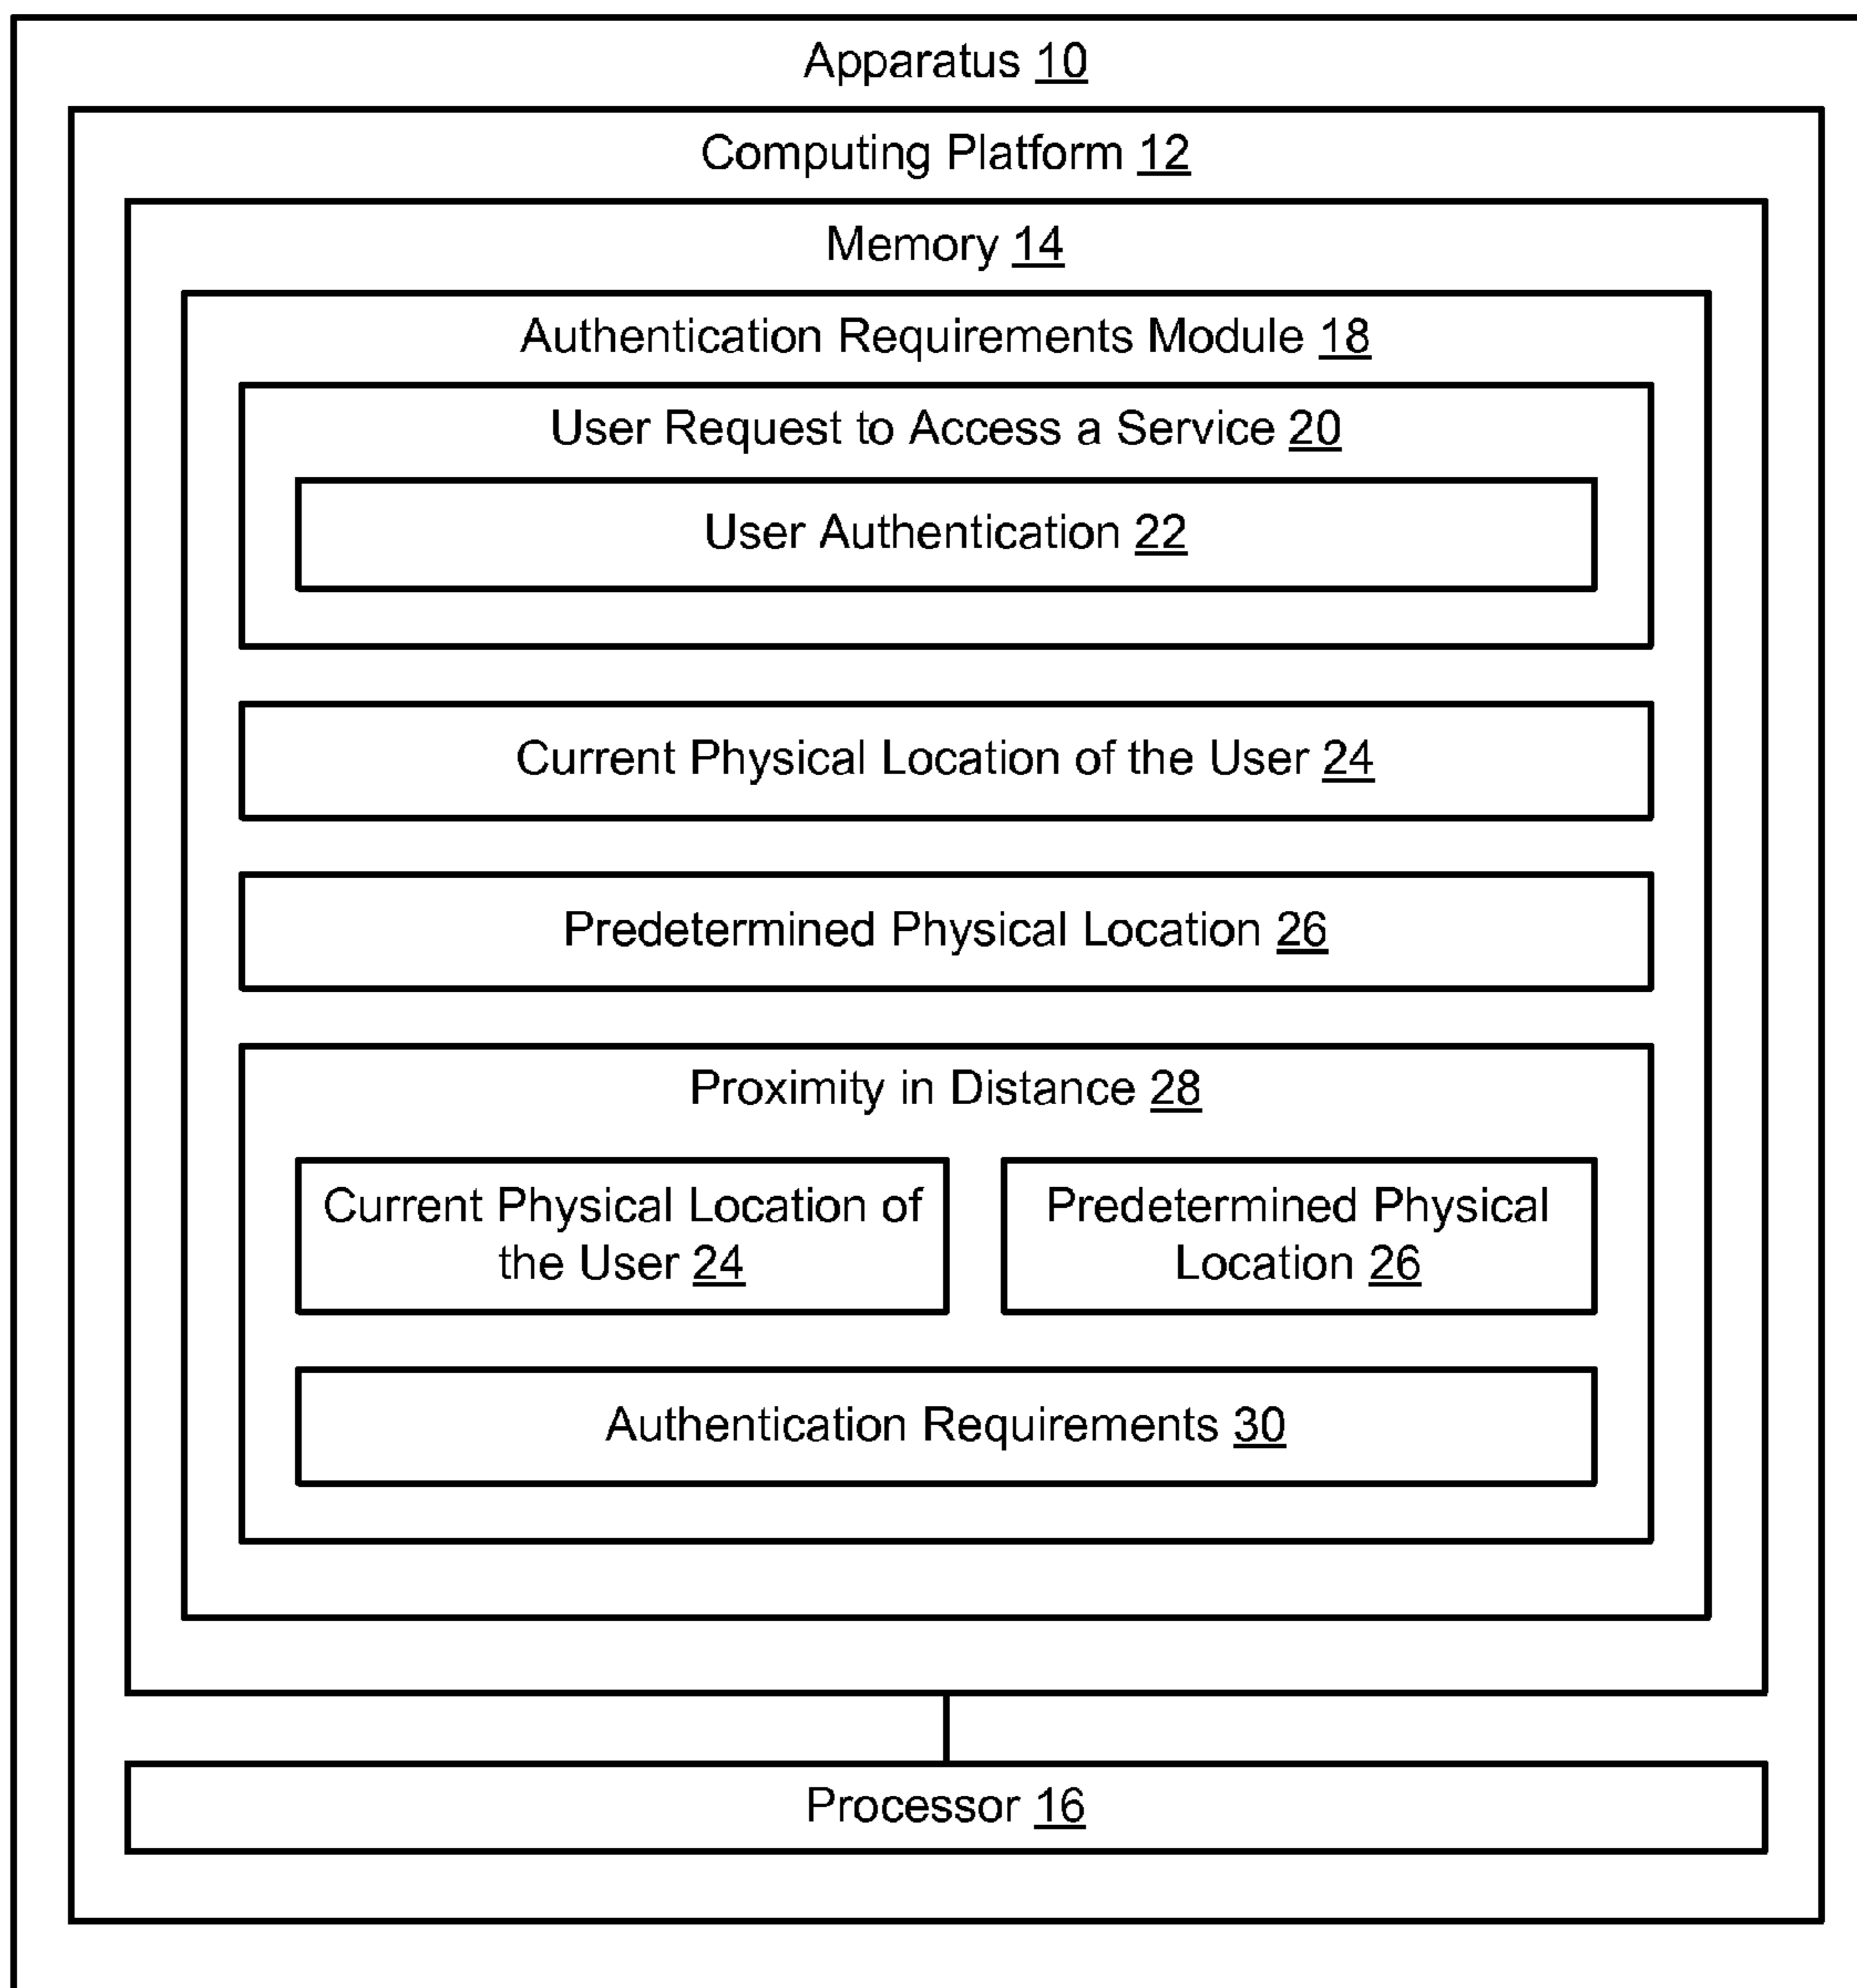 Apparatus 10
Computing Platform 12
Memory 14
Authentication Requirements Module 18
User Request to Access a Service 20
User Authentication 22
Current Physical Location of the User 24
Predetermined Physical Location 26
Proximity in Distance 28
Current Physical Location of
the User 24
Predetermined Physical
Location 26
Authentication Requirements 30
Processor 16